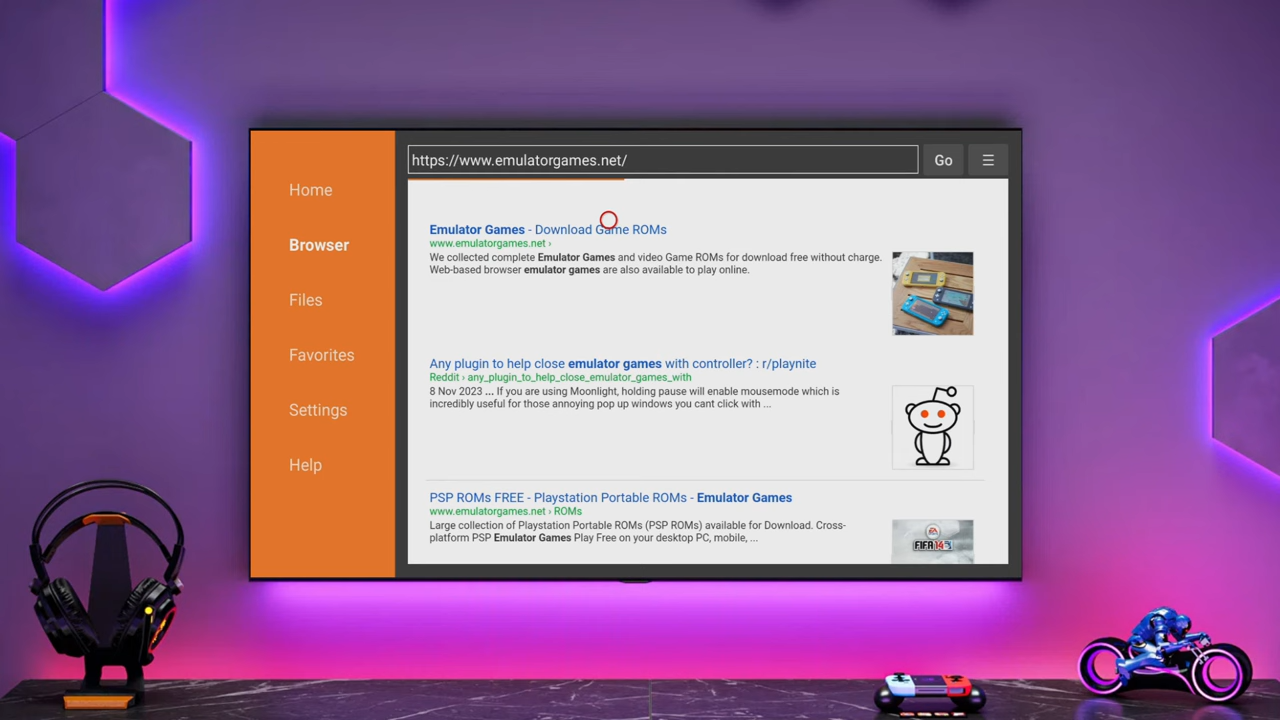 https://www.emulatorgames.net/
Go
Home
Browser
Files
Favorites
Settings
Help
Emulator Games - Download Game ROMs
www.emulatorgames.net ›
We collected complete Emulator Games and video Game ROMs for download free without charge.
Web-based browser emulator games are also available to play online.
Any plugin to help close emulator games with controller? : r/playnite
Reddit › any_plugin_to_help_close_emulator_games_with
8 Nov 2023 ... If you are using Moonlight, holding pause will enable mousemode which is
incredibly useful for those annoying pop up windows you cant click with ...
PSP ROMs FREE - Playstation Portable ROMs - Emulator Games
www.emulatorgames.net › ROMs
Large collection of Playstation Portable ROMs (PSP ROMs) available for Download. Cross-
platform PSP Emulator Games Play Free on your desktop PC, mobile, ...
EA
FIFA 14